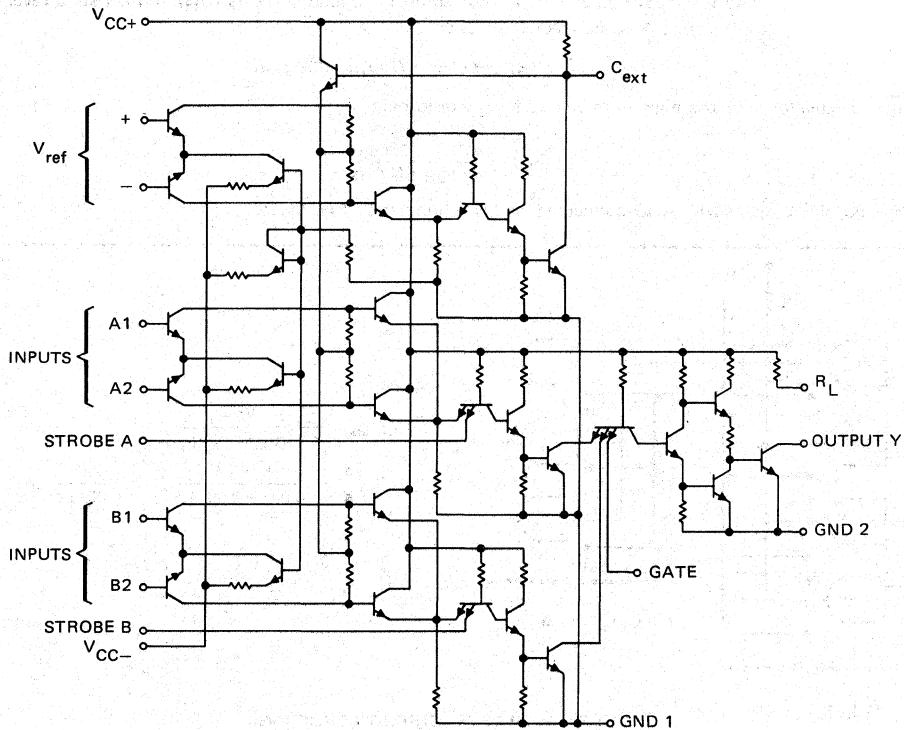 VCC+
Cext
+
Vref
−
A1
INPUTS
A2
RL
STROBE A
OUTPUT Y
B1
GND 2
INPUTS
B2
GATE
STROBE B
VCC−
GND 1